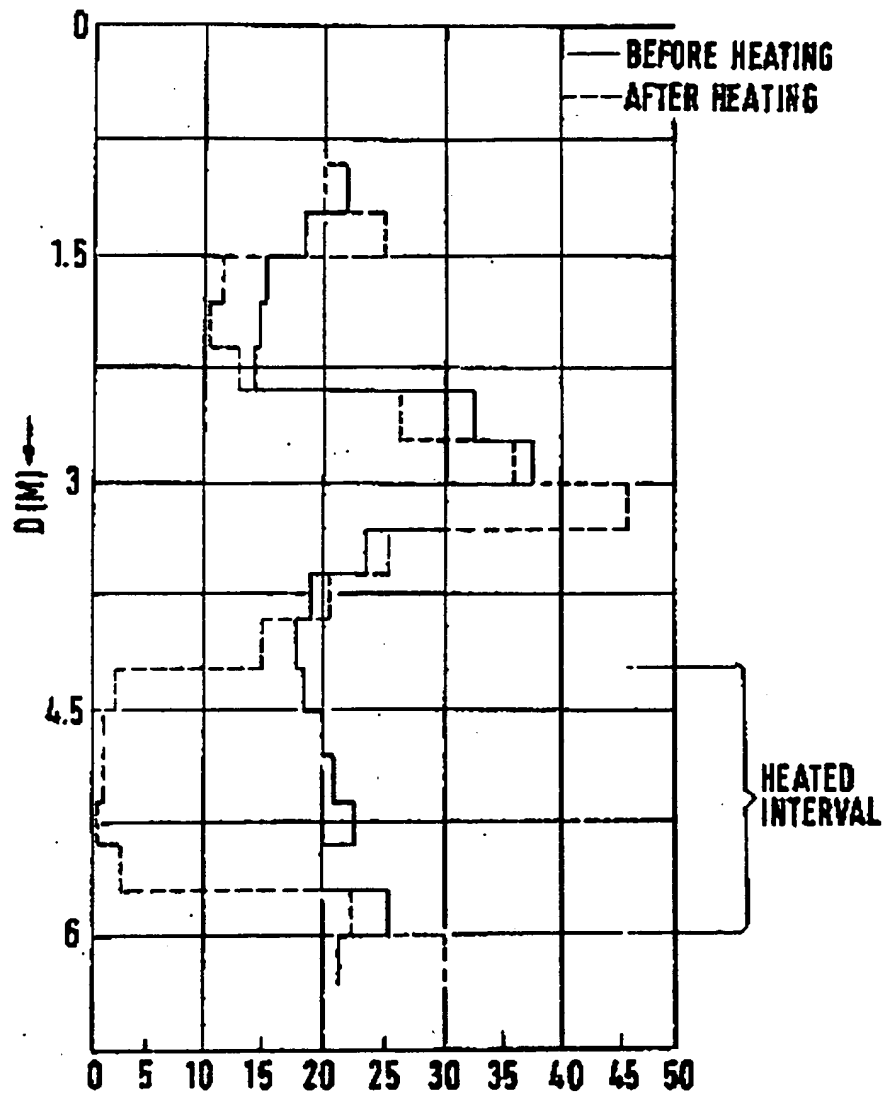 0
BEFORE HEATING
AFTER HEATING
1.5
D(M)
3
4.5
HEATED
INTERVAL
6
0 5 10 15 20 25 30 35 40 45 50